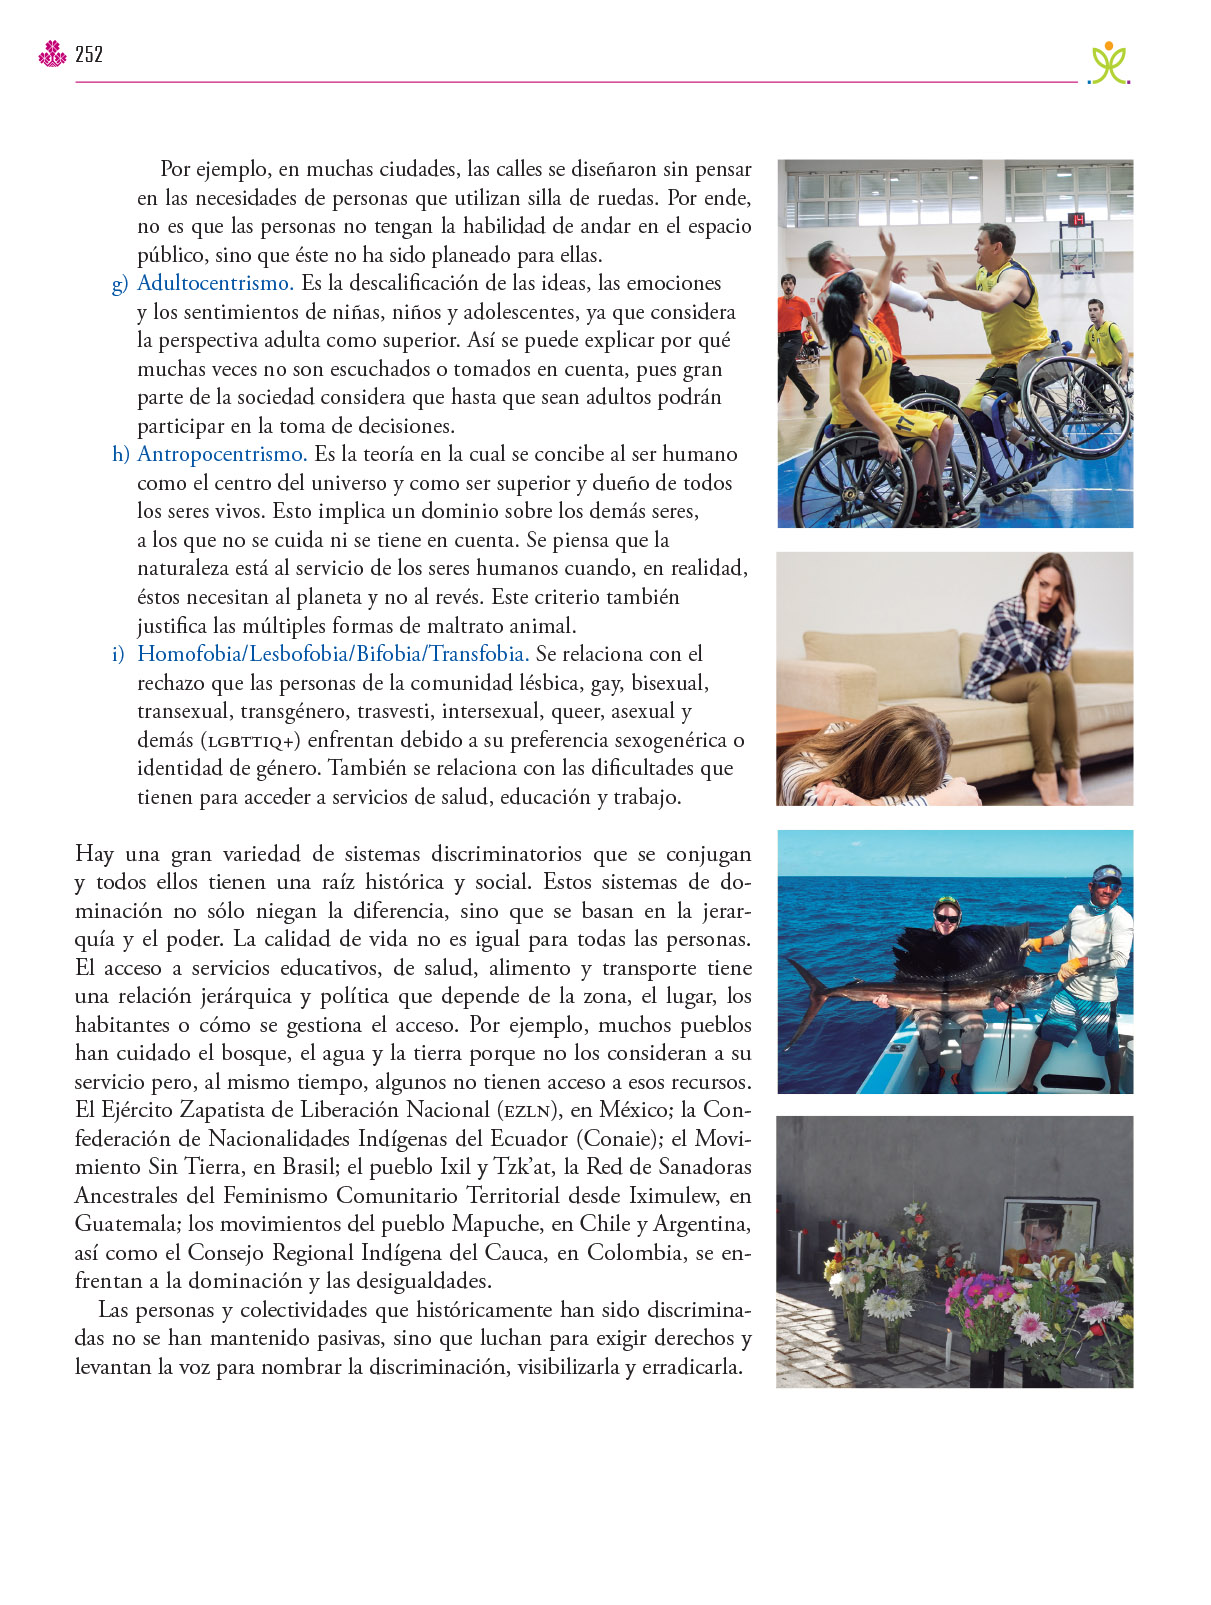 252
Por ejemplo, en muchas ciudades, las calles se diseñaron sin pensar
en las necesidades de personas que utilizan silla de ruedas. Por ende,
no es que las personas no tengan la habilidad de andar en el espacio
público, sino que éste no ha sido planeado para ellas.
g) Adultocentrismo. Es la descalificación de las ideas, las emociones
y los sentimientos de niñas, niños y adolescentes, ya que considera
la perspectiva adulta como superior. Así se puede explicar por qué
muchas veces no son escuchados o tomados en cuenta, pues gran
parte de la sociedad considera que hasta que sean adultos podrán
participar en la toma de decisiones.
h) Antropocentrismo. Es la teoría en la cual se concibe al ser humano
como el centro del universo y como ser superior y dueño de todos
los seres vivos. Esto implica un dominio sobre los demás seres,
a los que no se cuida ni se tiene en cuenta. Se piensa que la
naturaleza está al servicio de los seres humanos cuando, en realidad,
éstos necesitan al planeta y no al revés. Este criterio también
justifica las múltiples formas de maltrato animal.
i) Homofobia/Lesbofobia/Bifobia/Transfobia. Se relaciona con el
rechazo que las personas de la comunidad lésbica, gay, bisexual,
transexual, transgénero, trasvesti, intersexual, queer, asexual y
demás (LGBTTIQ+) enfrentan debido a su preferencia sexogenérica o
identidad de género. También se relaciona con las dificultades que
tienen para acceder a servicios de salud, educación y trabajo.
Hay una gran variedad de sistemas discriminatorios que se conjugan
y todos ellos tienen una raíz histórica y social. Estos sistemas de do-
minación no sólo niegan la diferencia, sino que se basan en la jerar-
quía y el poder. La calidad de vida no es igual para todas las personas.
El acceso a servicios educativos, de salud, alimento y transporte tiene
una relación jerárquica y política que depende de la zona, el lugar, los
habitantes o cómo se gestiona el acceso. Por ejemplo, muchos pueblos
han cuidado el bosque, el agua y la tierra porque no los consideran a su
servicio pero, al mismo tiempo, algunos no tienen acceso a esos recursos.
El Ejército Zapatista de Liberación Nacional (EZLN), en México; la Con-
federación de Nacionalidades Indígenas del Ecuador (Conaie); el Movi-
miento Sin Tierra, en Brasil; el pueblo Ixil y Tzk’at, la Red de Sanadoras
Ancestrales del Feminismo Comunitario Territorial desde Iximulew, en
Guatemala; los movimientos del pueblo Mapuche, en Chile y Argentina,
así como el Consejo Regional Indígena del Cauca, en Colombia, se en-
frentan a la dominación y las desigualdades.
Las personas y colectividades que históricamente han sido discrimina-
das no se han mantenido pasivas, sino que luchan para exigir derechos y
levantan la voz para nombrar la discriminación, visibilizarla y erradicarla.
14
17
17